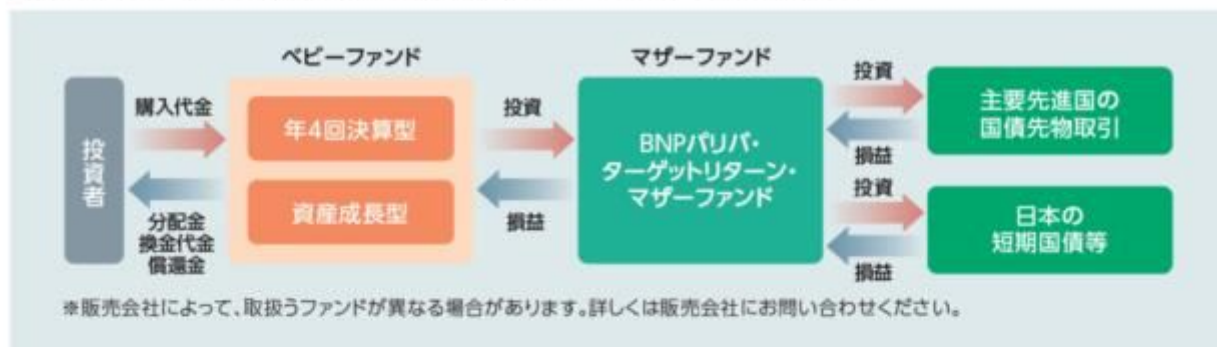 ベビーファンド
マザーファンド
投資者
購入代金
分配金
換金代金
償還金
年4回決算型
資産成長型
投資
損益
BNPパリバ・
ターゲットリターン・
マザーファンド
投資
損益
投資
損益
主要先進国の
国債先物取引
日本の
短期国債等
※販売会社によって、取扱うファンドが異なる場合があります。詳しくは販売会社にお問い合わせください。